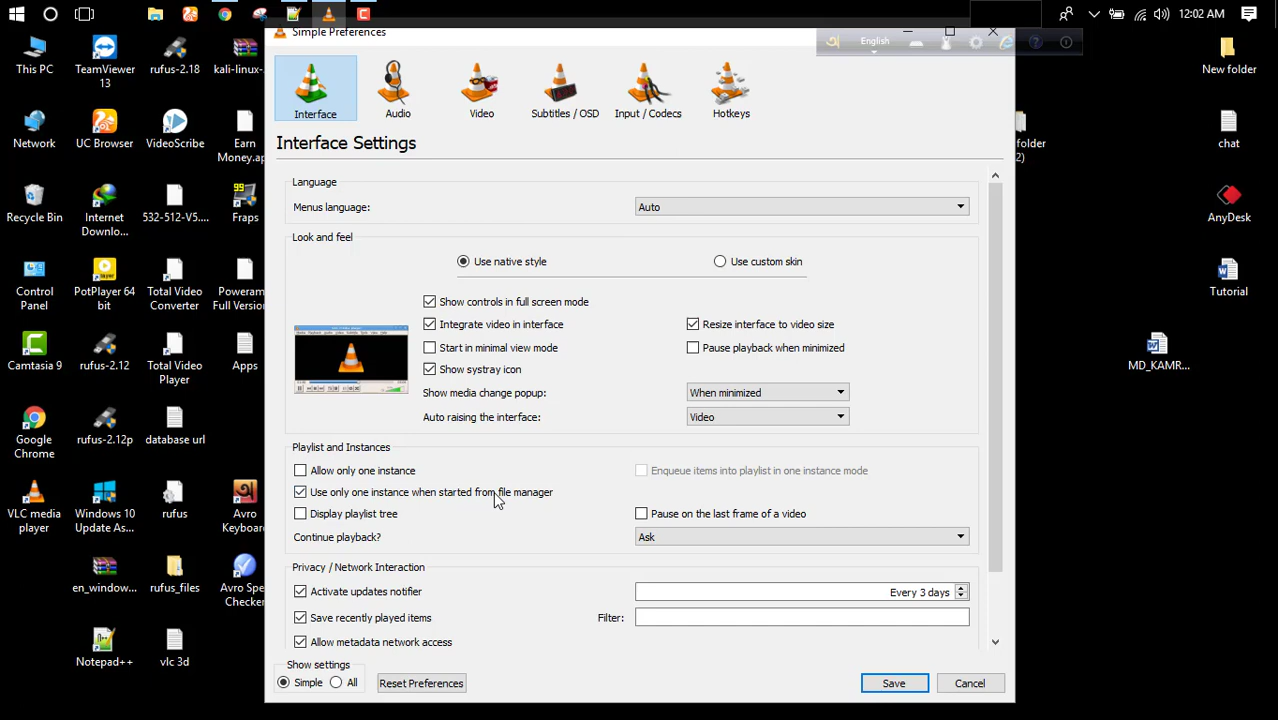 12:02 AM
Simple Preferences
English
Interface
Audio
Video
Subtitles / OSD
Input / Codecs
Hotkeys
Interface Settings
Language
Menus language:
Auto
Look and feel
Use native style
Use custom skin
Show controls in full screen mode
Integrate video in interface
Resize interface to video size
Start in minimal view mode
Pause playback when minimized
Show systray icon
Show media change popup:
When minimized
Auto raising the interface:
Video
Playlist and Instances
Allow only one instance
Enqueue items into playlist in one instance mode
Use only one instance when started from file manager
Display playlist tree
Pause on the last frame of a video
Continue playback?
Ask
Privacy / Network Interaction
Activate updates notifier
Every 3 days
Save recently played items
Filter:
Allow metadata network access
Show settings
Simple
All
Reset Preferences
Save
Cancel
This PC
TeamViewer
13
rufus-2.18
kali-linux-..
Network
UC Browser
VideoScribe
Earn
Money.ap
Recycle Bin
Internet
Downlo...
532-512-V5....
99
Fraps
Control
Panel
PotPlayer 64
bit
Total Video
Converter
Poweram
Full Version
Camtasia 9
rufus-2.12
Total Video
Player
Apps
Google
Chrome
rufus-2.12p
database url
VLC media
player
Windows 10
Update As...
rufus
Avro
Keyboard
en_window...
rufus_files
Avro Spe
Checker
Notepad++
vlc 3d
New folder
older
2)
chat
AnyDesk
Tutorial
MD_KAMR...